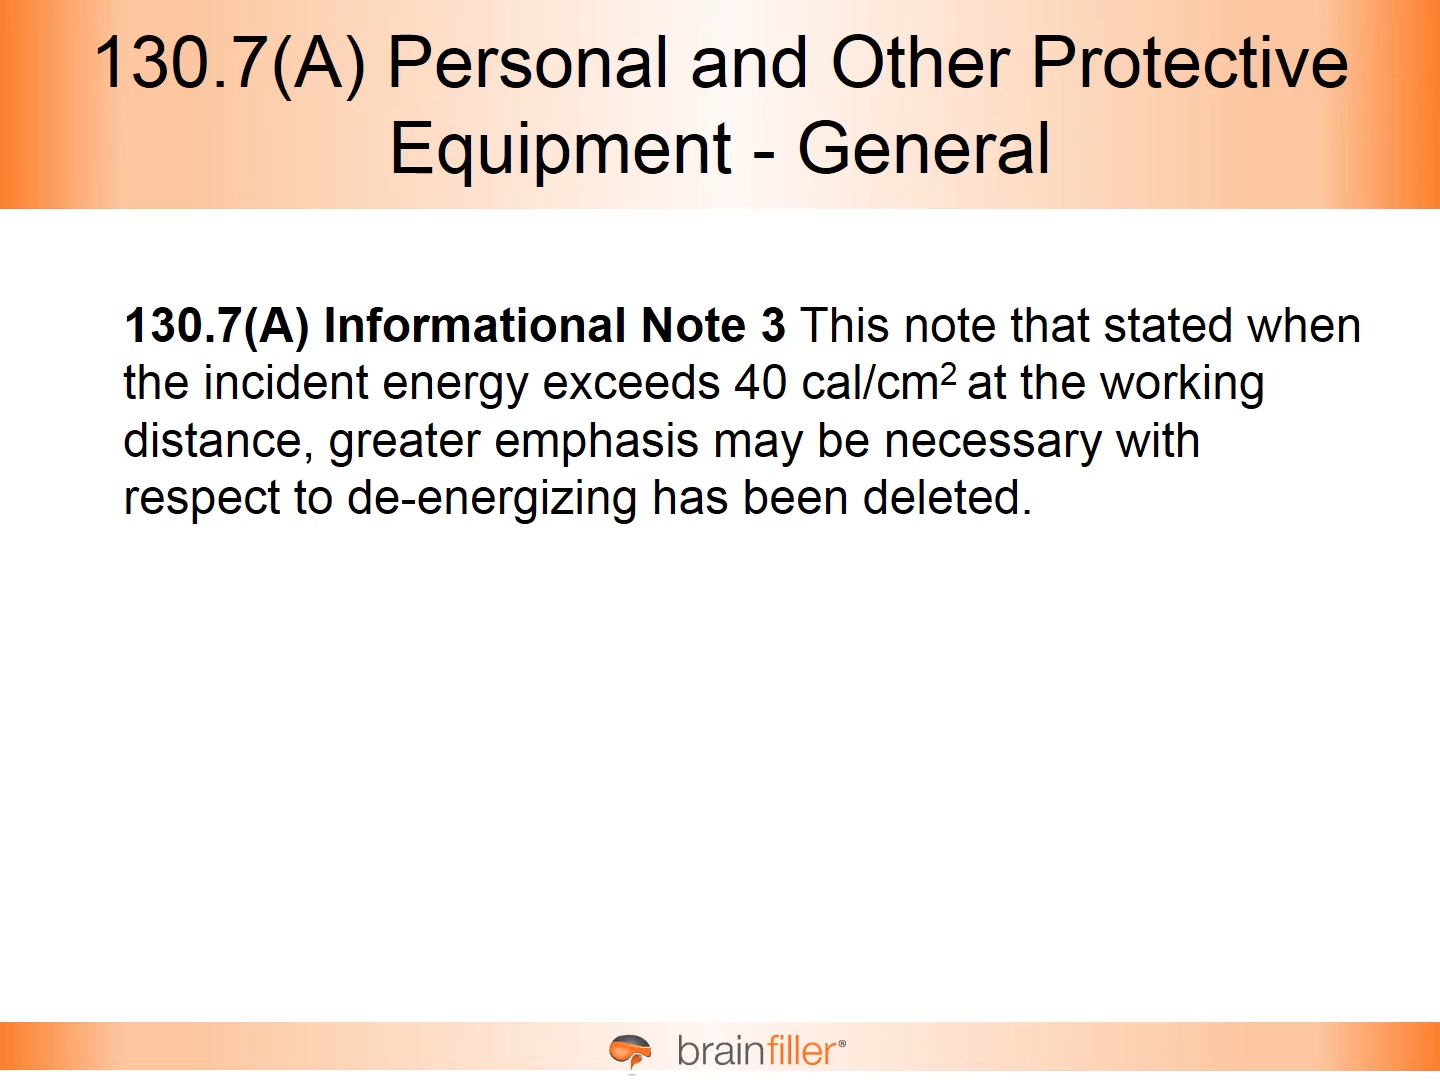 130.7(A) Personal and Other Protective
Equipment - General
130.7(A) Informational Note 3 This note that stated when
the incident energy exceeds 40 cal/cm² at the working
distance, greater emphasis may be necessary with
respect to de-energizing has been deleted.
brainfiller®